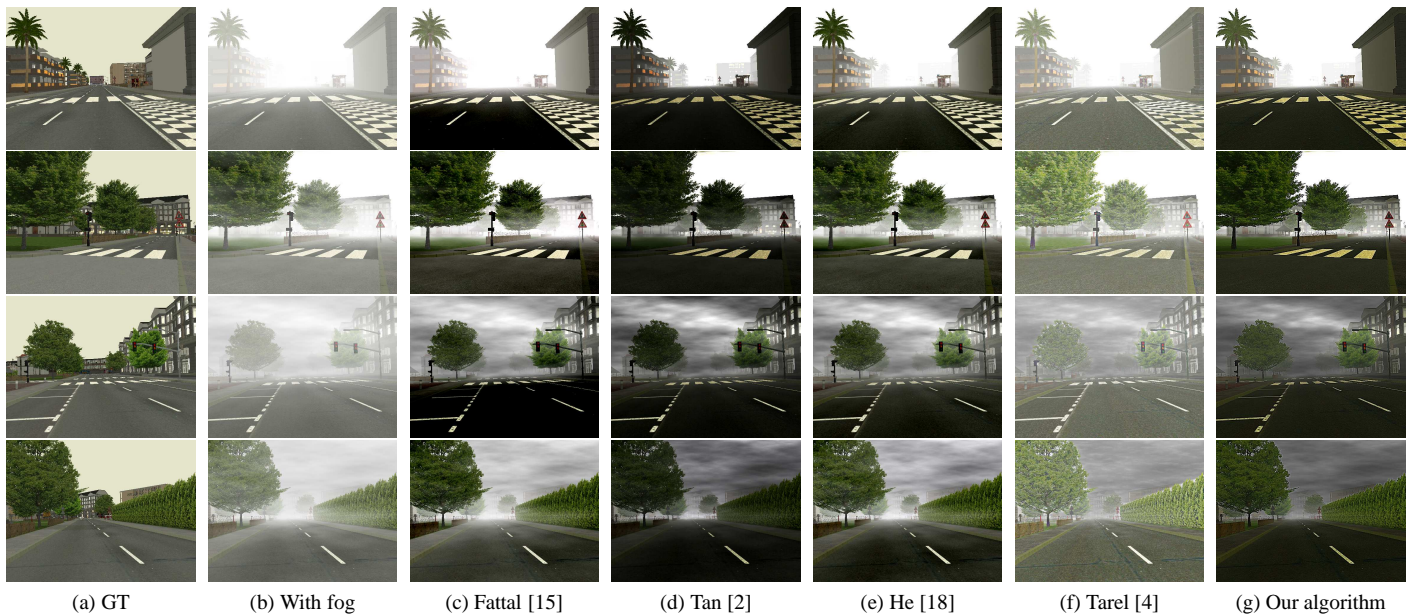 (a) GT
(b) With fog
(c) Fattal [15]
(d) Tan [2]
(e) He [18]
(f) Tarel [4]
(g) Our algorithm